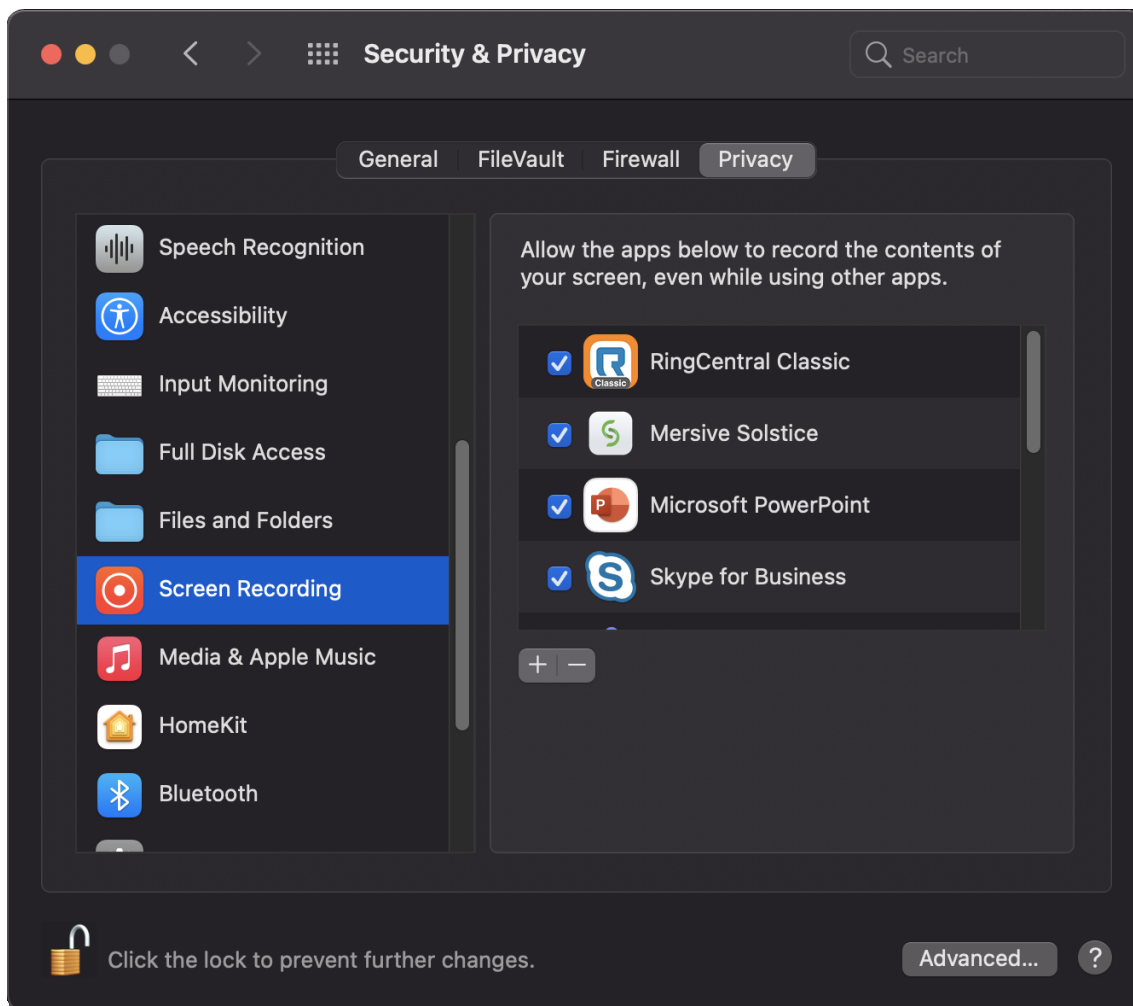 Security & Privacy
Search
General
FileVault
Firewall
Privacy
Speech Recognition
Accessibility
Input Monitoring
Full Disk Access
Files and Folders
Screen Recording
Media & Apple Music
HomeKit
Bluetooth
Allow the apps below to record the contents of
your screen, even while using other apps.
R
Classic
RingCentral Classic
S
Mersive Solstice
P
Microsoft PowerPoint
S
Skype for Business
+ −
Click the lock to prevent further changes.
Advanced...
?